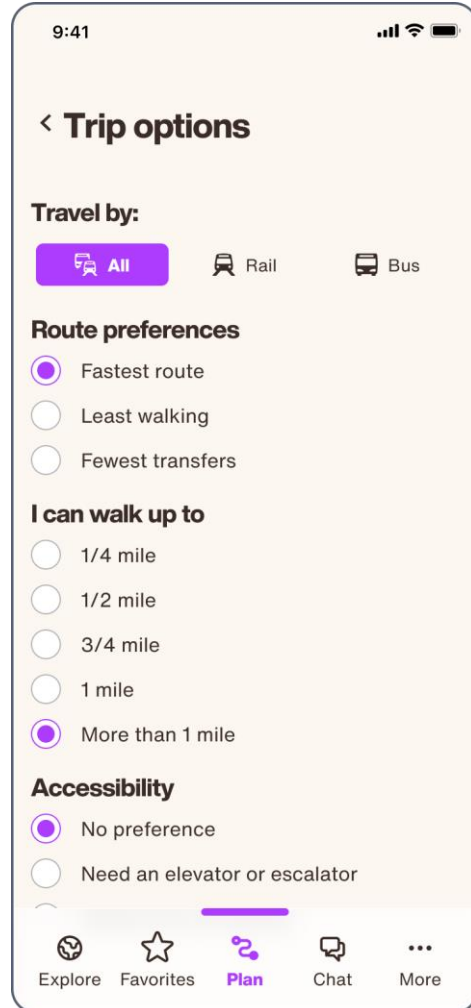 9:41
Trip options
Travel by:
All Rail Bus
Route preferences
Fastest route
Least walking
Fewest transfers
I can walk up to
1/4 mile
1/2 mile
3/4 mile
1 mile
More than 1 mile
Accessibility
No preference
Need an elevator or escalator
Explore Favorites Plan Chat More